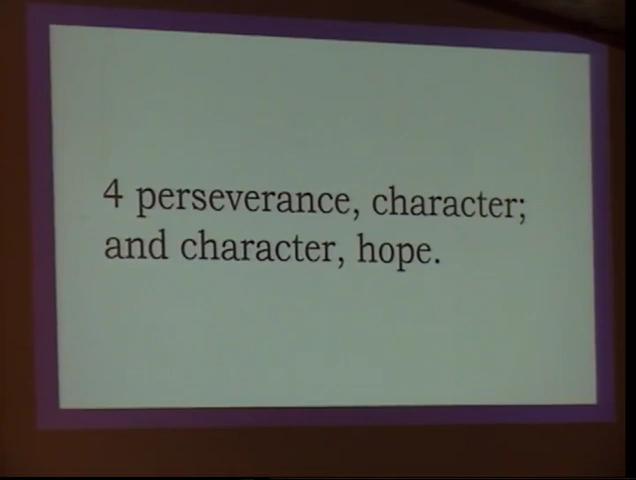 4 perseverance, character;
and character, hope.